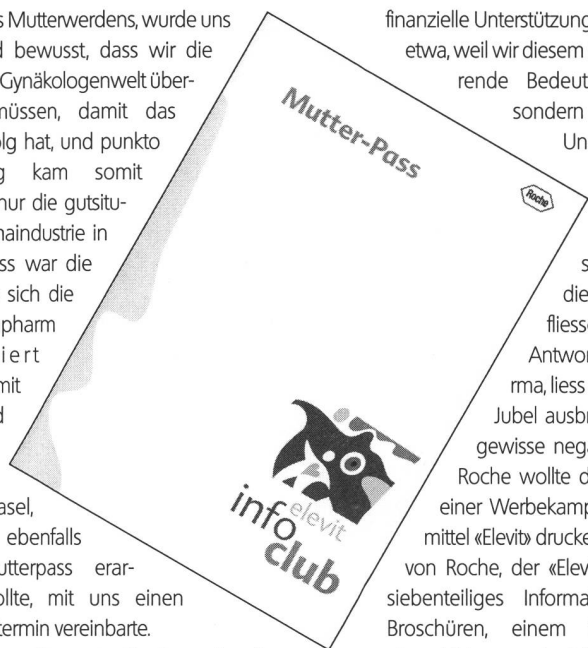 s Mutterwerdens, wurde uns
d bewusst, dass wir die
Gynäkologenwelt über-
müssen, damit das
lg hat, und punkto
g kam somit
nur die gutsitu-
naindustrie in
ss war die
sich die
pharm
iert
mit
d
asel,
ebenfalls
utterpass erar-
ollte, mit uns einen
termin vereinbarte.
Mutter-Pass
Roche
info elevit
club
finanzielle Unterstützung
etwa, weil wir diesem
rende Bedeut
sondern
Un
s
die
fliess
Antwor
rma, liess
Jubel ausb
gewisse nega
Roche wollte d
einer Werbekamp
mittel «Elevit» drucke
von Roche, der «Elev
siebenteiliges Informa
Broschüren, einem